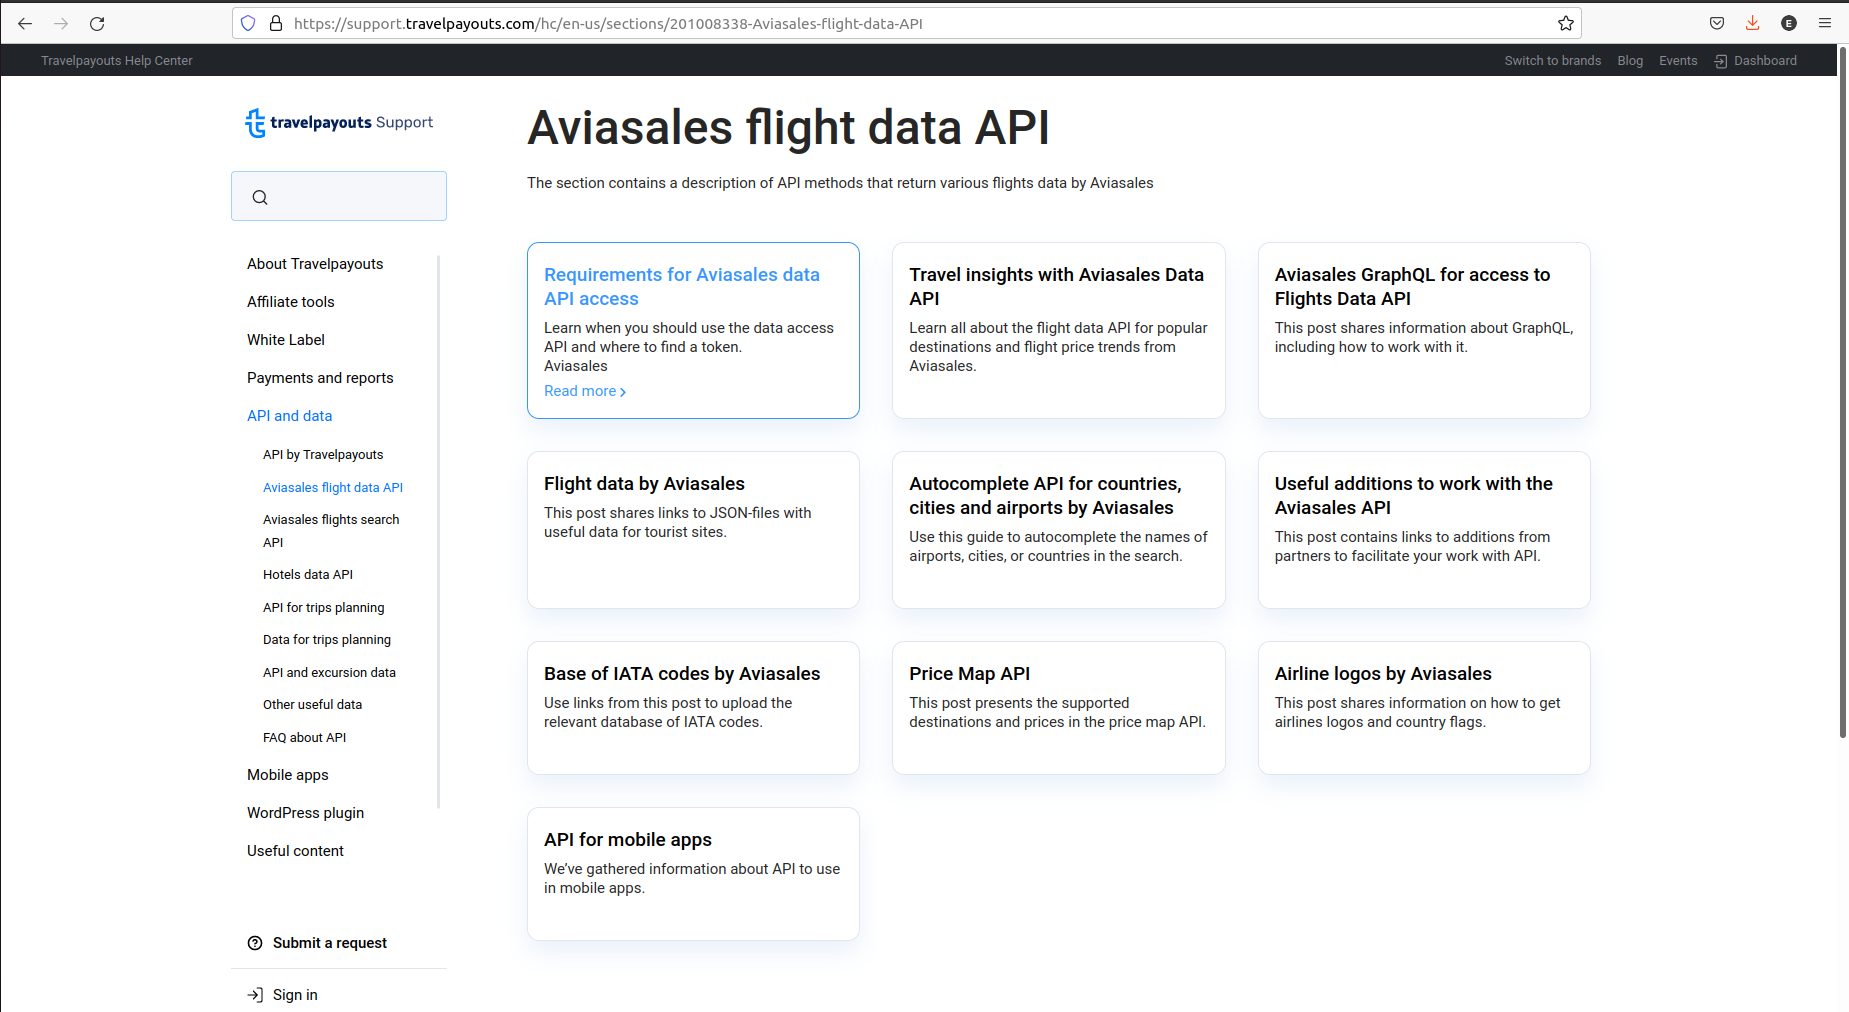 https://support.travelpayouts.com/hc/en-us/sections/201008338-Aviasales-flight-data-API
E
Travelpayouts Help Center
Switch to brands
Blog
Events
Dashboard
travelpayouts Support
About Travelpayouts
Affiliate tools
White Label
Payments and reports
API and data
API by Travelpayouts
Aviasales flight data API
Aviasales flights search
API
Hotels data API
API for trips planning
Data for trips planning
API and excursion data
Other useful data
FAQ about API
Mobile apps
WordPress plugin
Useful content
Submit a request
Sign in
Aviasales flight data API
The section contains a description of API methods that return various flights data by Aviasales
Requirements for Aviasales data
API access
Learn when you should use the data access
API and where to find a token.
Aviasales
Read more
Travel insights with Aviasales Data
API
Learn all about the flight data API for popular
destinations and flight price trends from
Aviasales.
Aviasales GraphQL for access to
Flights Data API
This post shares information about GraphQL,
including how to work with it.
Flight data by Aviasales
This post shares links to JSON-files with
useful data for tourist sites.
Autocomplete API for countries,
cities and airports by Aviasales
Use this guide to autocomplete the names of
airports, cities, or countries in the search.
Useful additions to work with the
Aviasales API
This post contains links to additions from
partners to facilitate your work with API.
Base of IATA codes by Aviasales
Use links from this post to upload the
relevant database of IATA codes.
Price Map API
This post presents the supported
destinations and prices in the price map API.
Airline logos by Aviasales
This post shares information on how to get
airlines logos and country flags.
API for mobile apps
We've gathered information about API to use
in mobile apps.